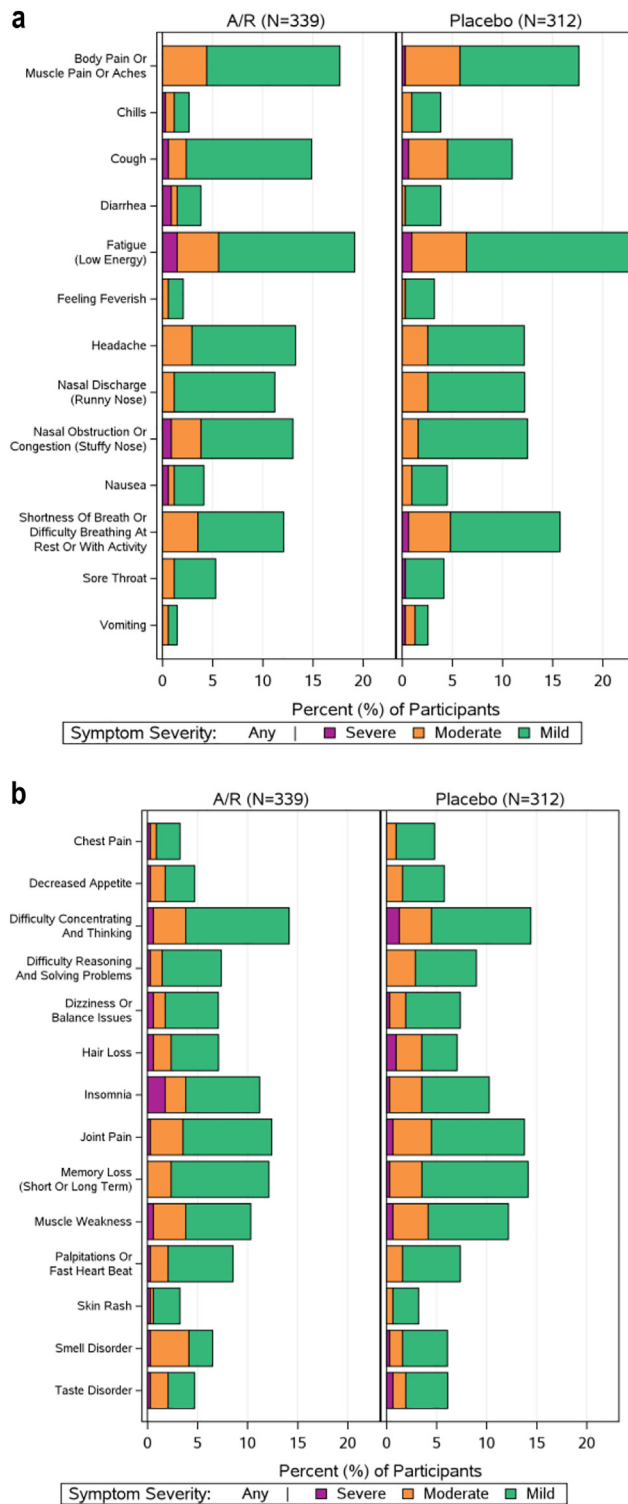 a
A/R (N=339)
Placebo (N=312)
Body Pain Or
Muscle Pain Or Aches
Chills
Cough
Diarrhea
Fatigue
(Low Energy)
Feeling Feverish
Headache
Nasal Discharge
(Runny Nose)
Nasal Obstruction Or
Congestion (Stuffy Nose)
Nausea
Shortness Of Breath Or
Difficulty Breathing At
Rest Or With Activity
Sore Throat
Vomiting
0 5 10 15 20 0 5 10 15 20
Percent (%) of Participants
Symptom Severity: Any | Severe Moderate Mild
b
A/R (N=339)
Placebo (N=312)
Chest Pain
Decreased Appetite
Difficulty Concentrating
And Thinking
Difficulty Reasoning
And Solving Problems
Dizziness Or
Balance Issues
Hair Loss
Insomnia
Joint Pain
Memory Loss
(Short Or Long Term)
Muscle Weakness
Palpitations Or
Fast Heart Beat
Skin Rash
Smell Disorder
Taste Disorder
0 5 10 15 20 0 5 10 15 20
Percent (%) of Participants
Symptom Severity: Any | Severe Moderate Mild